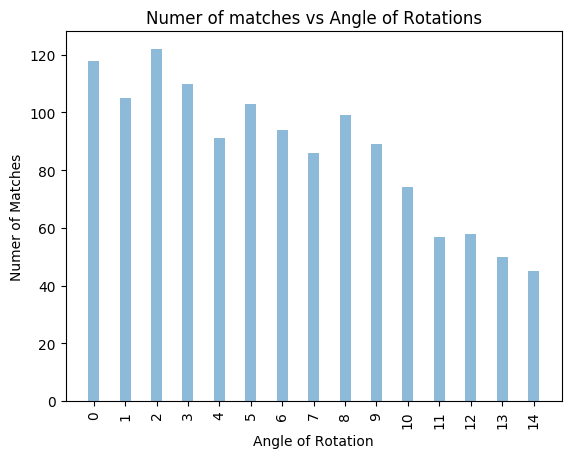 Numer of matches vs Angle of Rotations
120
100
80
60
40
20
0
Numer of Matches
0 1 2 3 4 5 6 7 8 9 10 11 12 13 14
Angle of Rotation